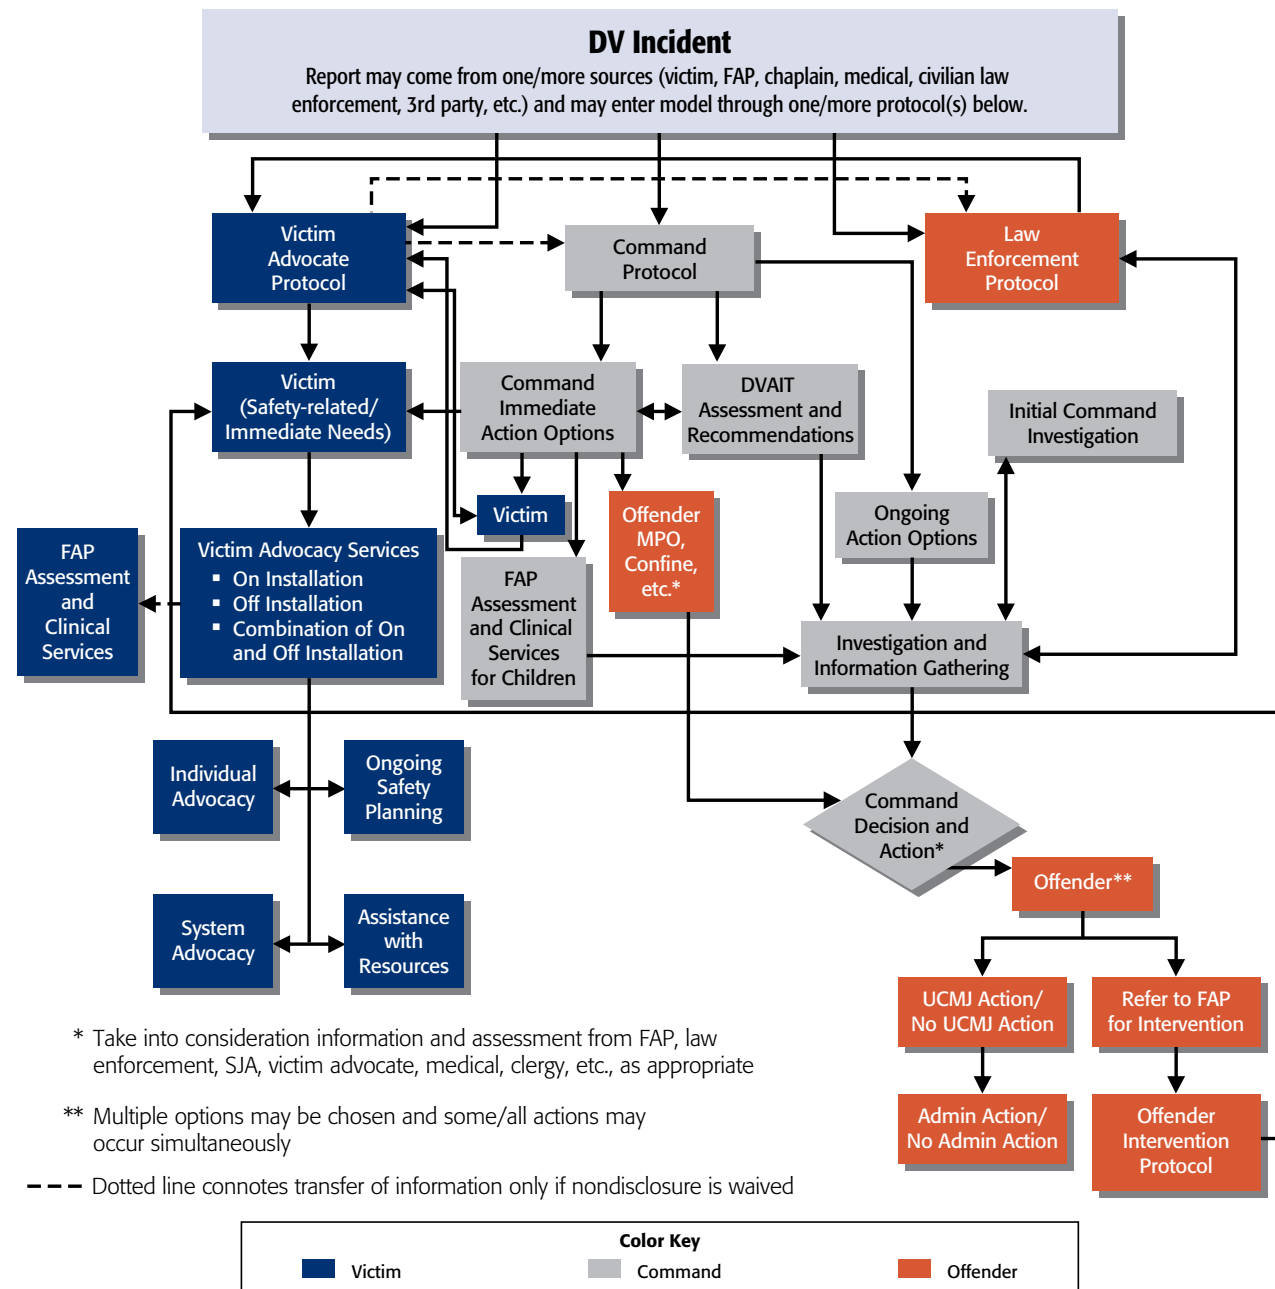 DV Incident
Report may come from one/more sources (victim, FAP, chaplain, medical, civilian law
enforcement, 3rd party, etc.) and may enter model through one/more protocol(s) below.
Victim
Advocate
Protocol
Command
Protocol
Law
Enforcement
Protocol
Victim
(Safety-related/
Immediate Needs)
Command
Immediate
Action Options
DVAIT
Assessment and
Recommendations
Initial Command
Investigation
Victim
Offender
MPO,
Confine,
etc.*
Ongoing
Action Options
FAP
Assessment
and
Clinical
Services
Victim Advocacy Services
▪ On Installation
▪ Off Installation
▪ Combination of On
and Off Installation
FAP
Assessment
and Clinical
Services
for Children
Investigation and
Information Gathering
Individual
Advocacy
Ongoing
Safety
Planning
Command
Decision and
Action*
Offender**
System
Advocacy
Assistance
with
Resources
UCMJ Action/
No UCMJ Action
Refer to FAP
for Intervention
Admin Action/
No Admin Action
Offender
Intervention
Protocol
* Take into consideration information and assessment from FAP, law
enforcement, SJA, victim advocate, medical, clergy, etc., as appropriate
** Multiple options may be chosen and some/all actions may
occur simultaneously
Dotted line connotes transfer of information only if nondisclosure is waived
Color Key
Victim
Command
Offender